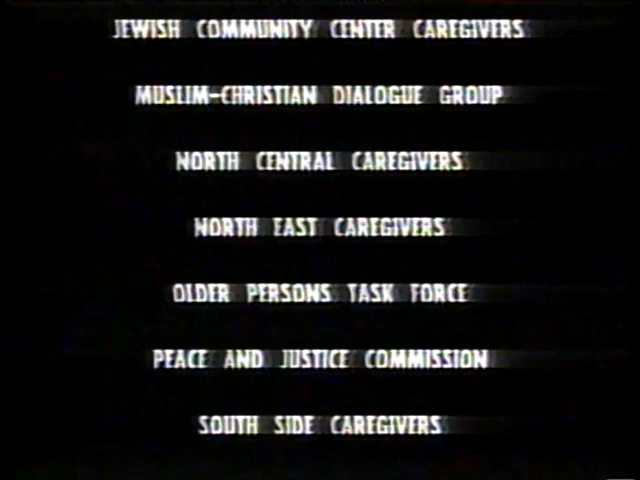 JEWISH COMMUNITY CENTER CAREGIVERS
MUSLIM-CHRISTIAN DIALOGUE GROUP
NORTH CENTRAL CAREGIVERS
NORTH EAST CAREGIVERS
OLDER PERSONS TASK FORCE
PEACE AND JUSTICE COMMISSION
SOUTH SIDE CAREGIVERS